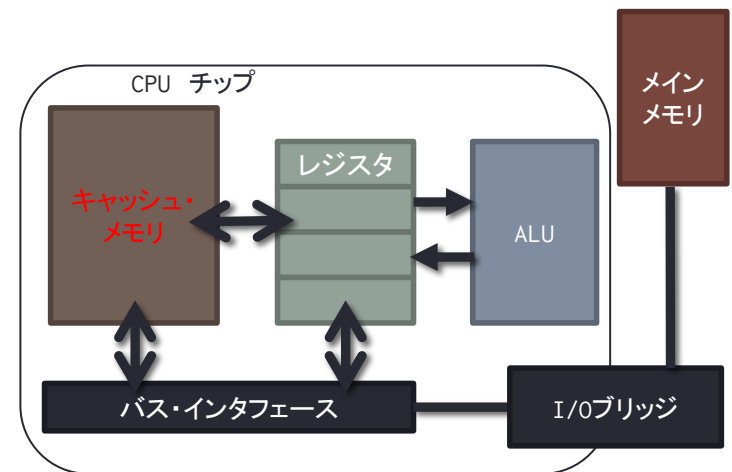 CPU チップ
メイン
メモリ
レジスタ
キャッシュ・
メモリ
ALU
バス・インタフェース
I/Oブリッジ